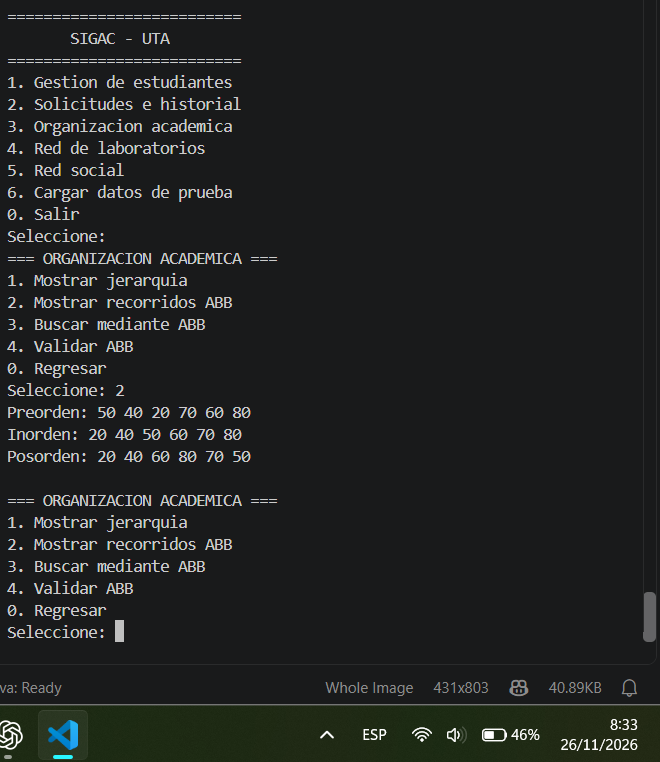 ==========================
SIGAC - UTA
==========================
1. Gestion de estudiantes
2. Solicitudes e historial
3. Organizacion academica
4. Red de laboratorios
5. Red social
6. Cargar datos de prueba
0. Salir
Seleccione:
=== ORGANIZACION ACADEMICA ===
1. Mostrar jerarquia
2. Mostrar recorridos ABB
3. Buscar mediante ABB
4. Validar ABB
0. Regresar
Seleccione: 2
Preorden: 50 40 20 70 60 80
Inorden: 20 40 50 60 70 80
Posorden: 20 40 60 80 70 50
=== ORGANIZACION ACADEMICA ===
1. Mostrar jerarquia
2. Mostrar recorridos ABB
3. Buscar mediante ABB
4. Validar ABB
0. Regresar
Seleccione:
va: Ready Whole Image 431x803 40.89KB
ESP 46% 8:33
26/11/2026